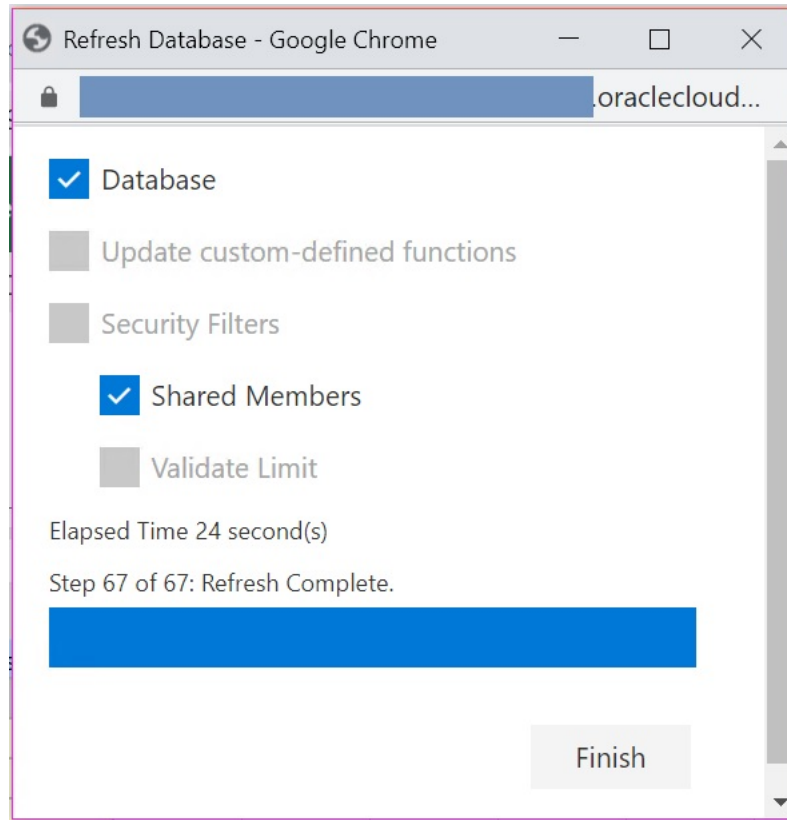 Refresh Database - Google Chrome
.oraclecloud...
Database
Update custom-defined functions
Security Filters
Shared Members
Validate Limit
Elapsed Time 24 second(s)
Step 67 of 67: Refresh Complete.
Finish